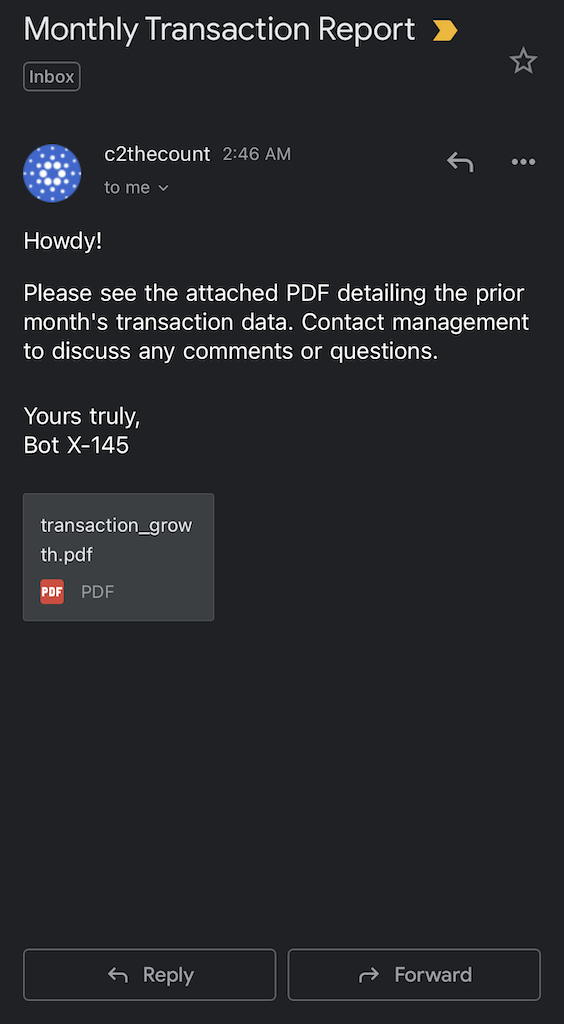 Monthly Transaction Report
Inbox
c2thecount 2:46 AM
to me
Howdy!
Please see the attached PDF detailing the prior
month's transaction data. Contact management
to discuss any comments or questions.
Yours truly,
Bot X-145
transaction_grow
th.pdf
PDF PDF
Reply Forward